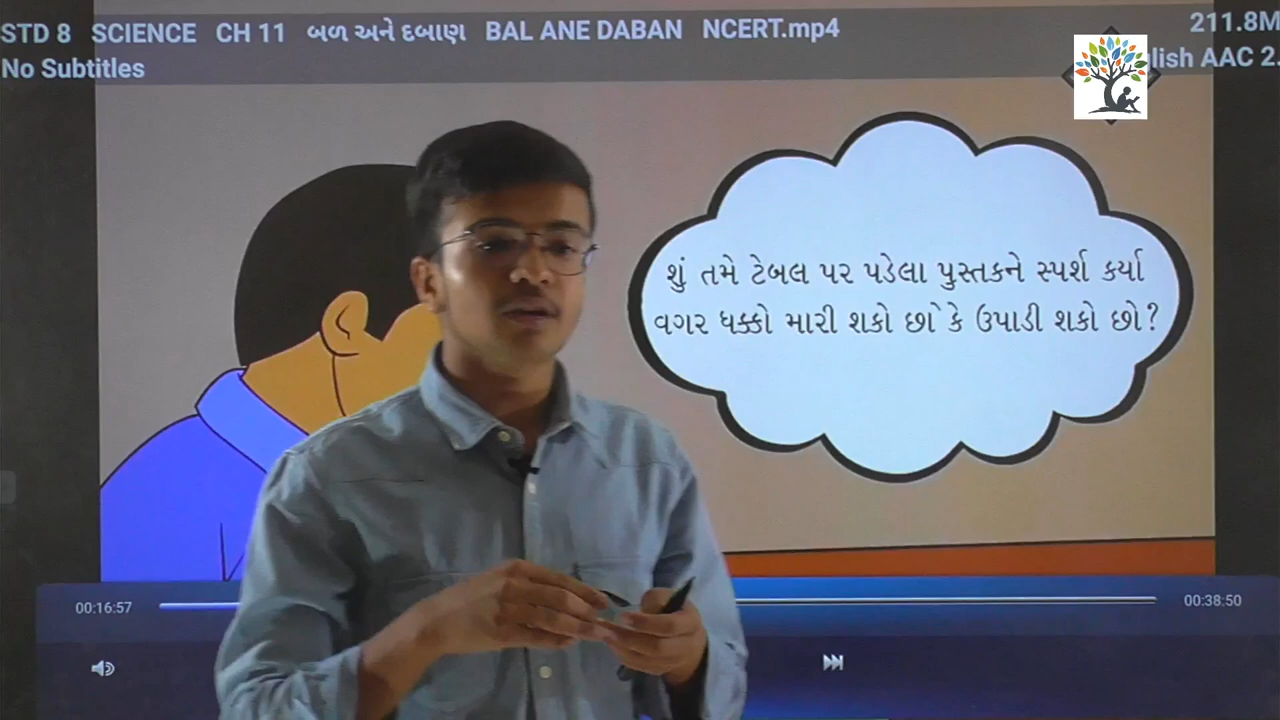 STD 8 SCIENCE CH 11 બળ અને દબાણ BAL ANE DABAN NCERT.mp4
211.8M
No Subtitles
lish AAC 2.
શું તમે ટેબલ પર પડેલા પુસ્તકને સ્પર્શ કર્યા
વગર ધક્કો મારી શકો છો કે ઉપાડી શકો છો?
00:16:57
00:38:50